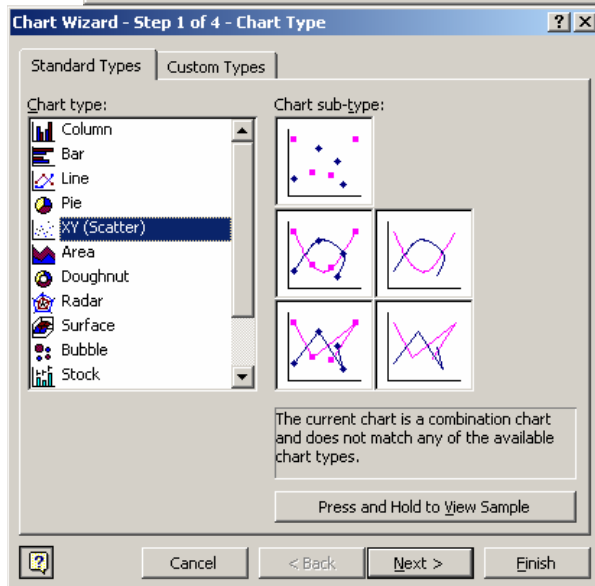 Chart Wizard - Step 1 of 4 - Chart Type
Standard Types
Custom Types
Chart type:
Column
Bar
Line
Pie
XY (Scatter)
Area
Doughnut
Radar
Surface
Bubble
Stock
Chart sub-type:
The current chart is a combination chart
and does not match any of the available
chart types.
Press and Hold to View Sample
Cancel
< Back
Next >
Finish